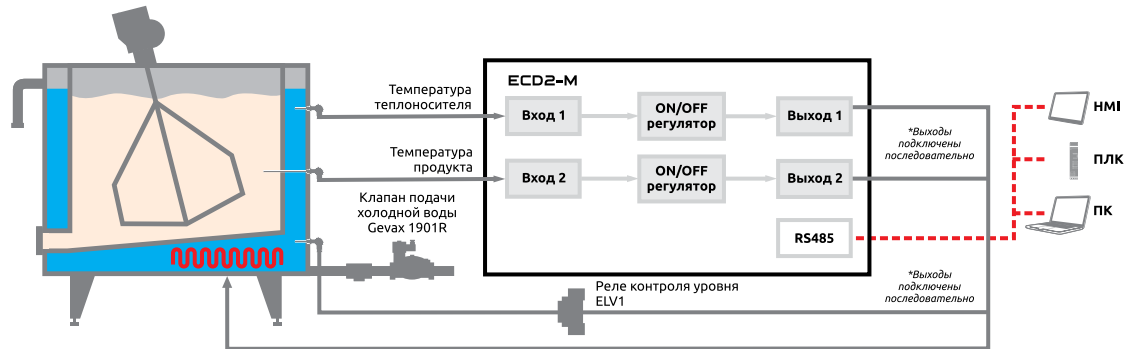 ECD2-M
Температура
теплоносителя
Вход 1
ON/OFF
регулятор
Выход 1
*Выходы
подключены
последовательно
HMI
Температура
продукта
Вход 2
ON/OFF
регулятор
Выход 2
ПЛК
Клапан подачи
холодной воды
Gevax 1901R
RS485
ПК
Реле контроля уровня
ELV1
*Выходы
подключены
последовательно